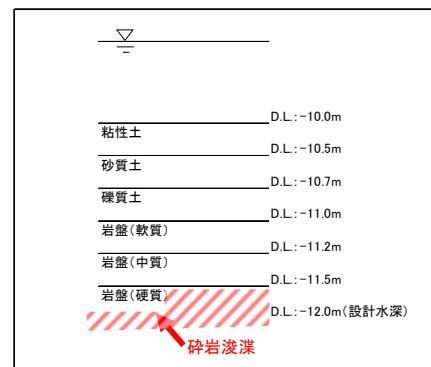 D.L.:-10.0m
粘性土
D.L.:-10.5m
砂質土
D.L.:-10.7m
礫質土
D.L.:-11.0m
岩盤(軟質)
D.L.:-11.2m
岩盤(中質)
D.L.:-11.5m
岩盤(硬質)
D.L.:-12.0m(設計水深)
砕岩浚渫